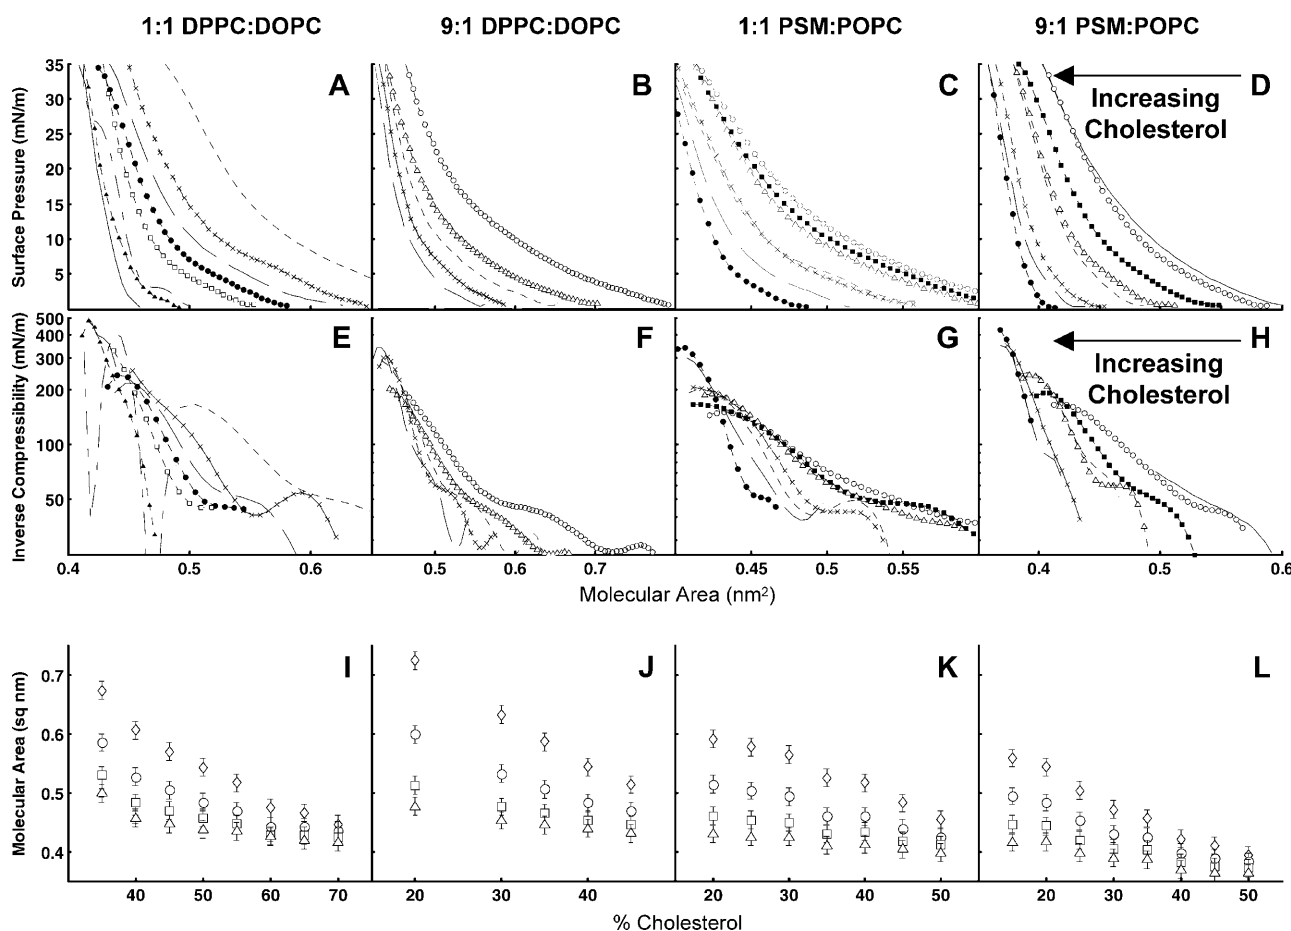 1:1 DPPC:DOPC 9:1 DPPC:DOPC 1:1 PSM:POPC 9:1 PSM:POPC
Surface Pressure (mN/m)
35
30
25
20
15
10
5
A
B
C
D
Increasing
Cholesterol
Inverse Compressibility (mN/m)
500
400
300
200
100
50
E
F
G
H
Increasing
Cholesterol
0.4 0.5 0.6 0.5 0.6 0.7 0.45 0.5 0.55 0.4 0.5 0.6
Molecular Area (nm²)
Molecular Area (sq nm)
0.7
0.6
0.5
0.4
I
J
K
L
40 50 60 70 20 30 40 20 30 40 50 20 30 40 50
% Cholesterol